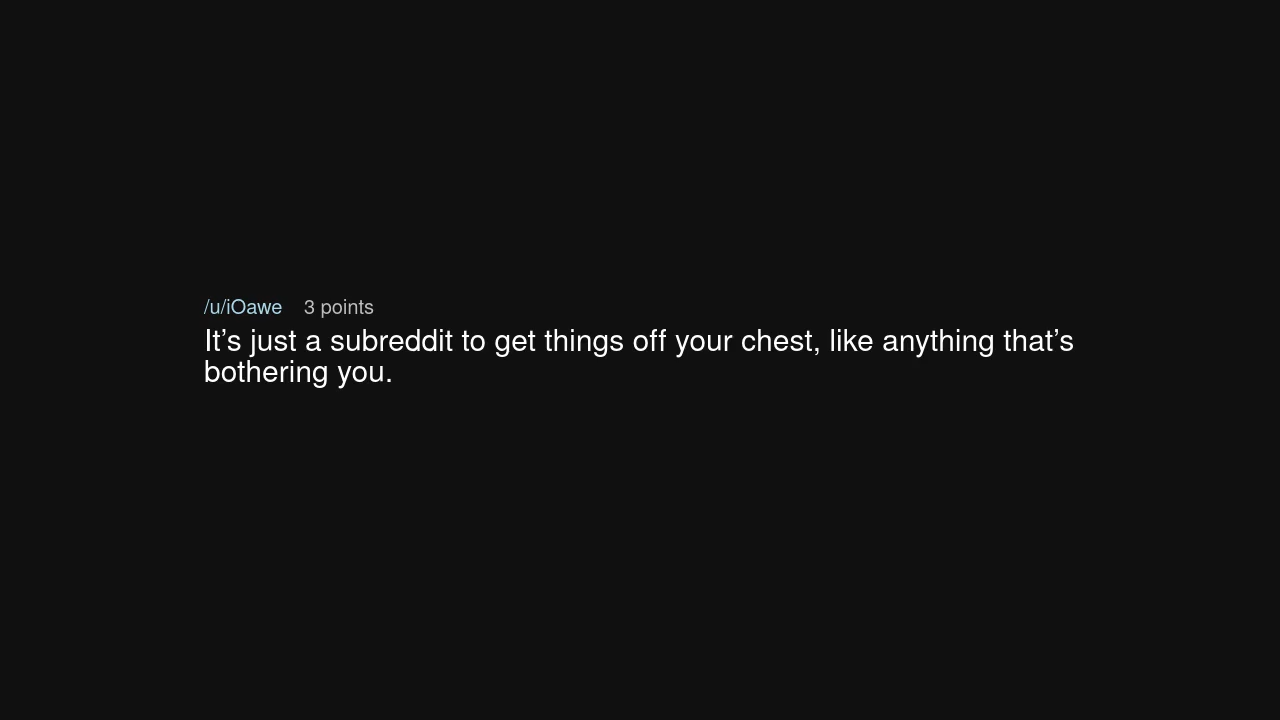 /u/iOawe 3 points
It’s just a subreddit to get things off your chest, like anything that’s
bothering you.